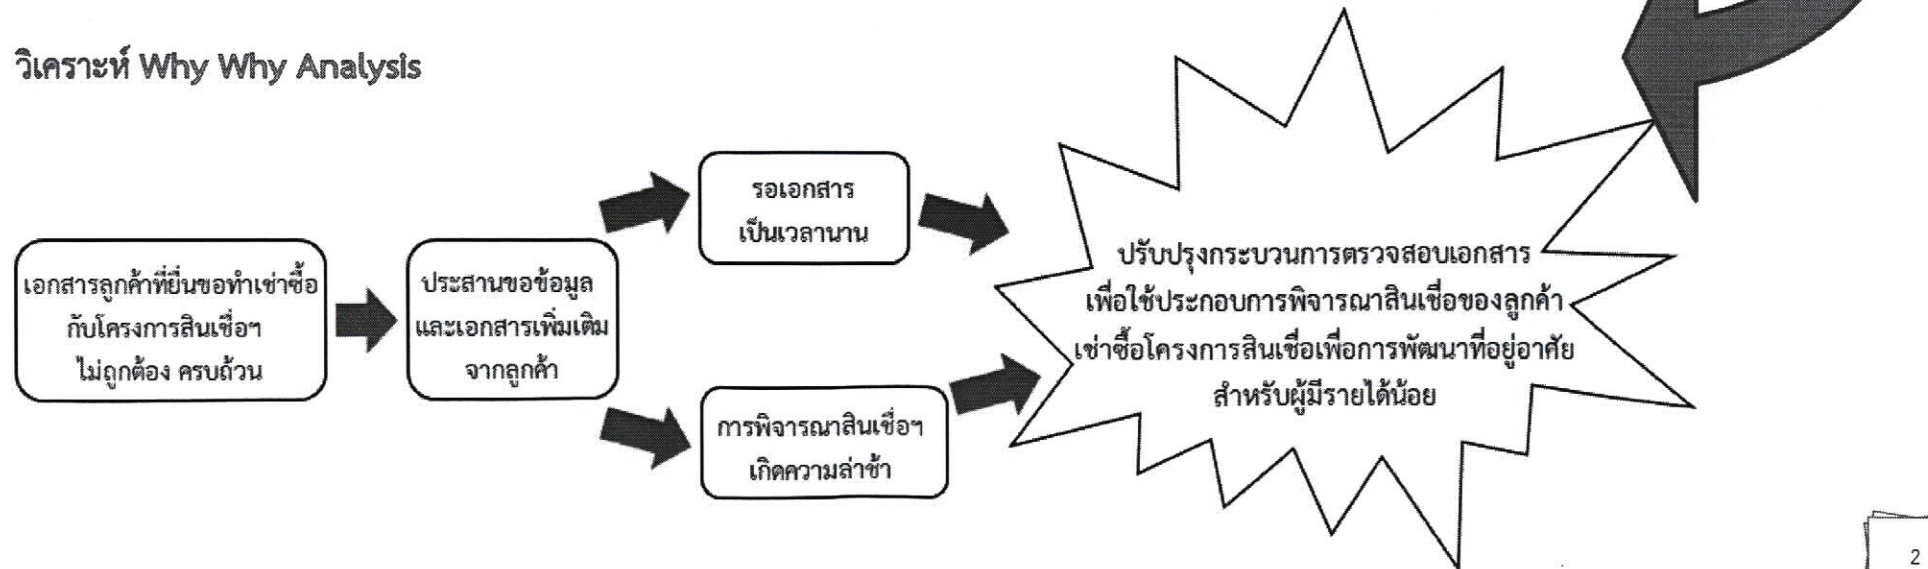 วิเคราะห์ Why Why Analysis
เอกสารลูกค้าที่ยื่นขอทำเช่าซื้อ
กับโครงการสินเชื่อฯ
ไม่ถูกต้อง ครบถ้วน
ประสานขอข้อมูล
และเอกสารเพิ่มเติม
จากลูกค้า
รอเอกสาร
เป็นเวลานาน
การพิจารณาสินเชื่อฯ
เกิดความล่าช้า
ปรับปรุงกระบวนการตรวจสอบเอกสาร
เพื่อใช้ประกอบการพิจารณาสินเชื่อของลูกค้า
เช่าซื้อโครงการสินเชื่อเพื่อการพัฒนาที่อยู่อาศัย
สำหรับผู้มีรายได้น้อย
2